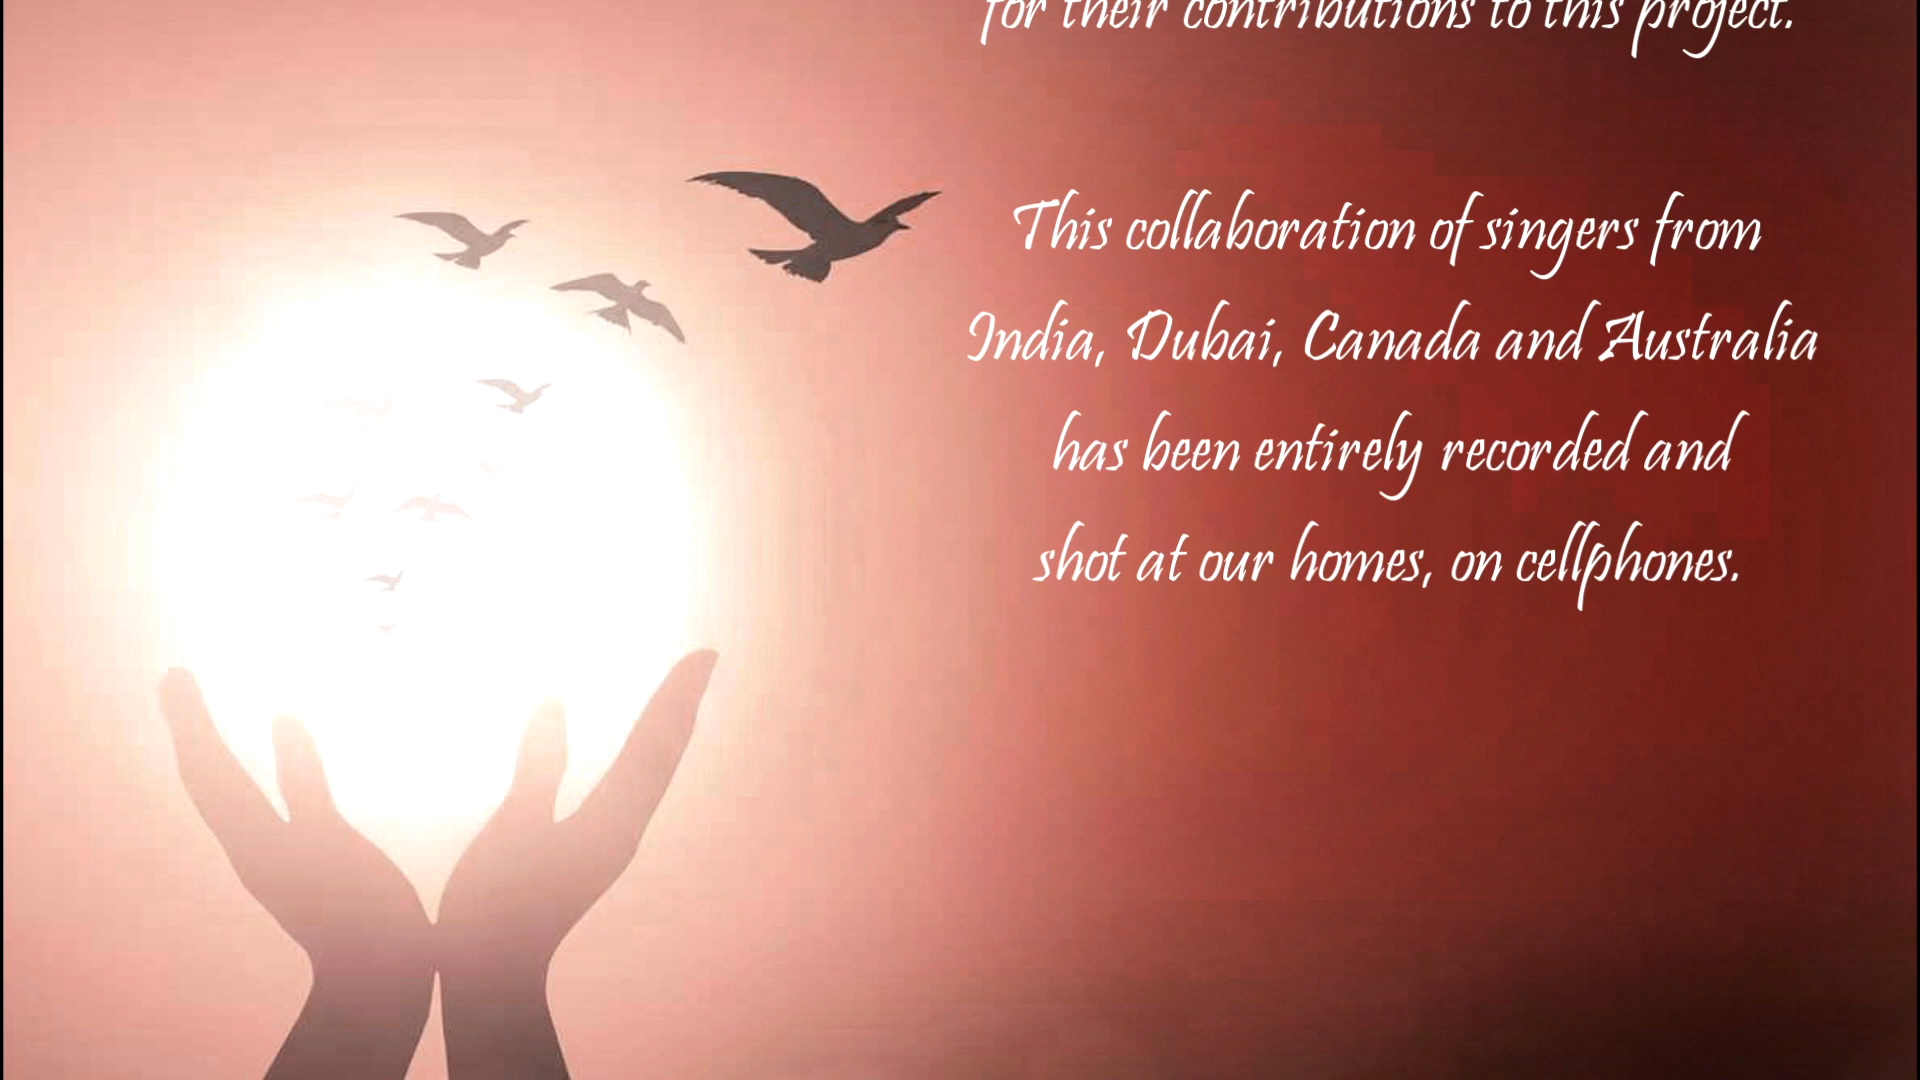 for their contributions to this project.
This collaboration of singers from
India, Dubai, Canada and Australia
has been entirely recorded and
shot at our homes, on cellphones.